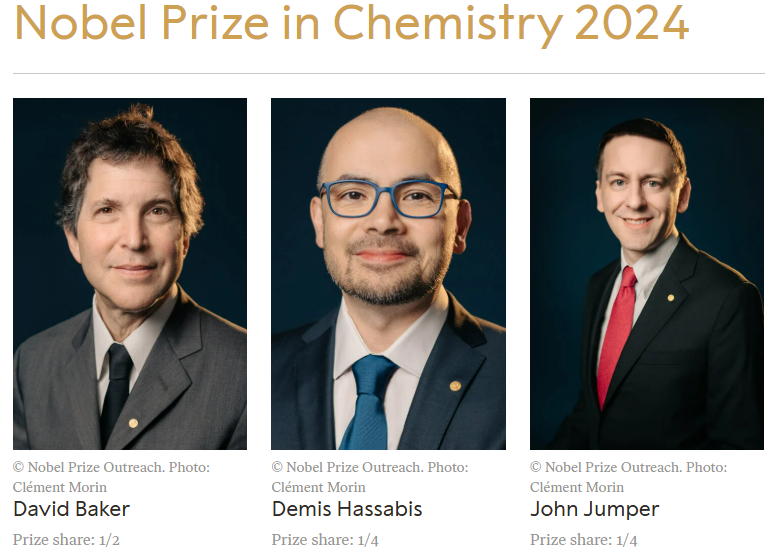 Nobel Prize in Chemistry 2024
© Nobel Prize Outreach. Photo:
Clément Morin
David Baker
Prize share: 1/2
© Nobel Prize Outreach. Photo:
Clément Morin
Demis Hassabis
Prize share: 1/4
© Nobel Prize Outreach. Photo:
Clément Morin
John Jumper
Prize share: 1/4